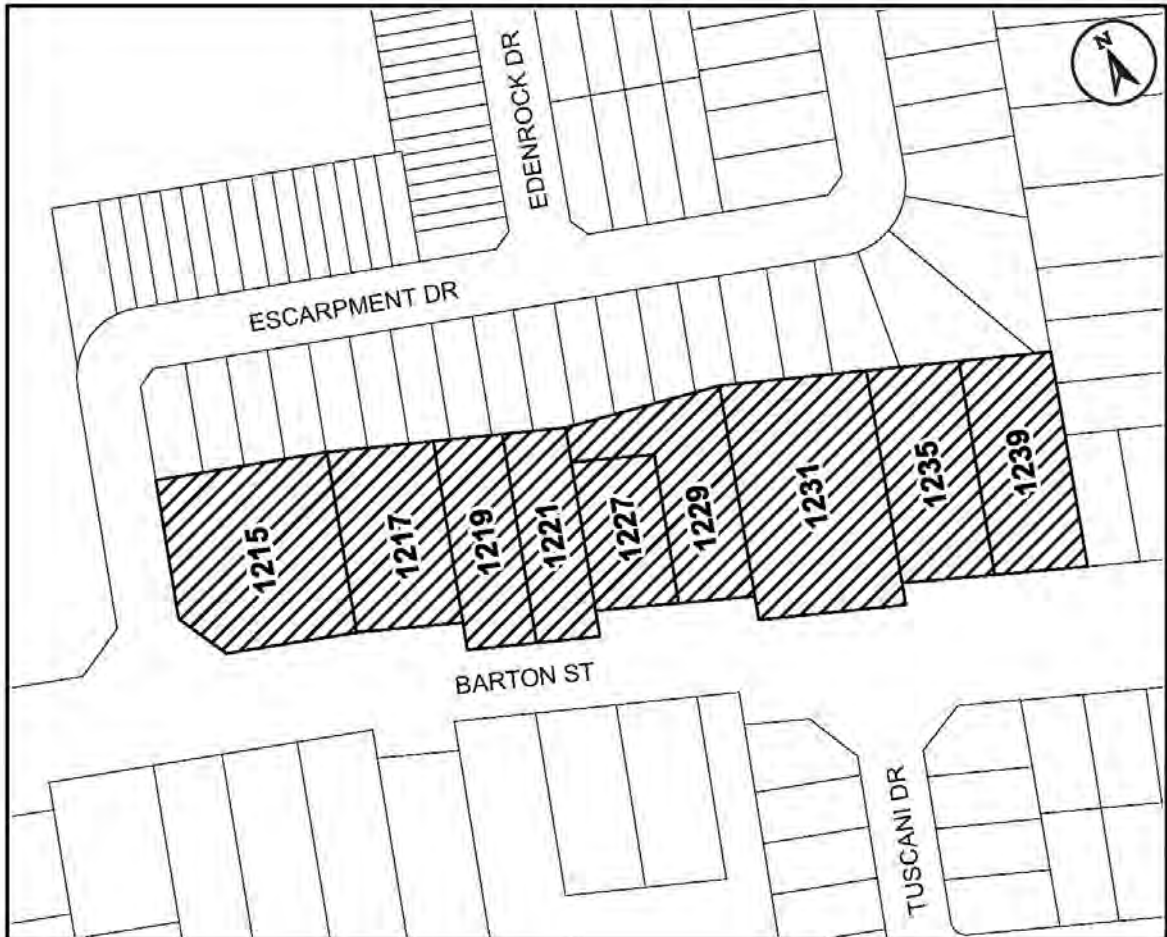 EDENROCK DR
N
ESCARPMENT DR
1215
1217
1219
1221
1227
1229
1231
1235
1239
BARTON ST
TUSCANI DR